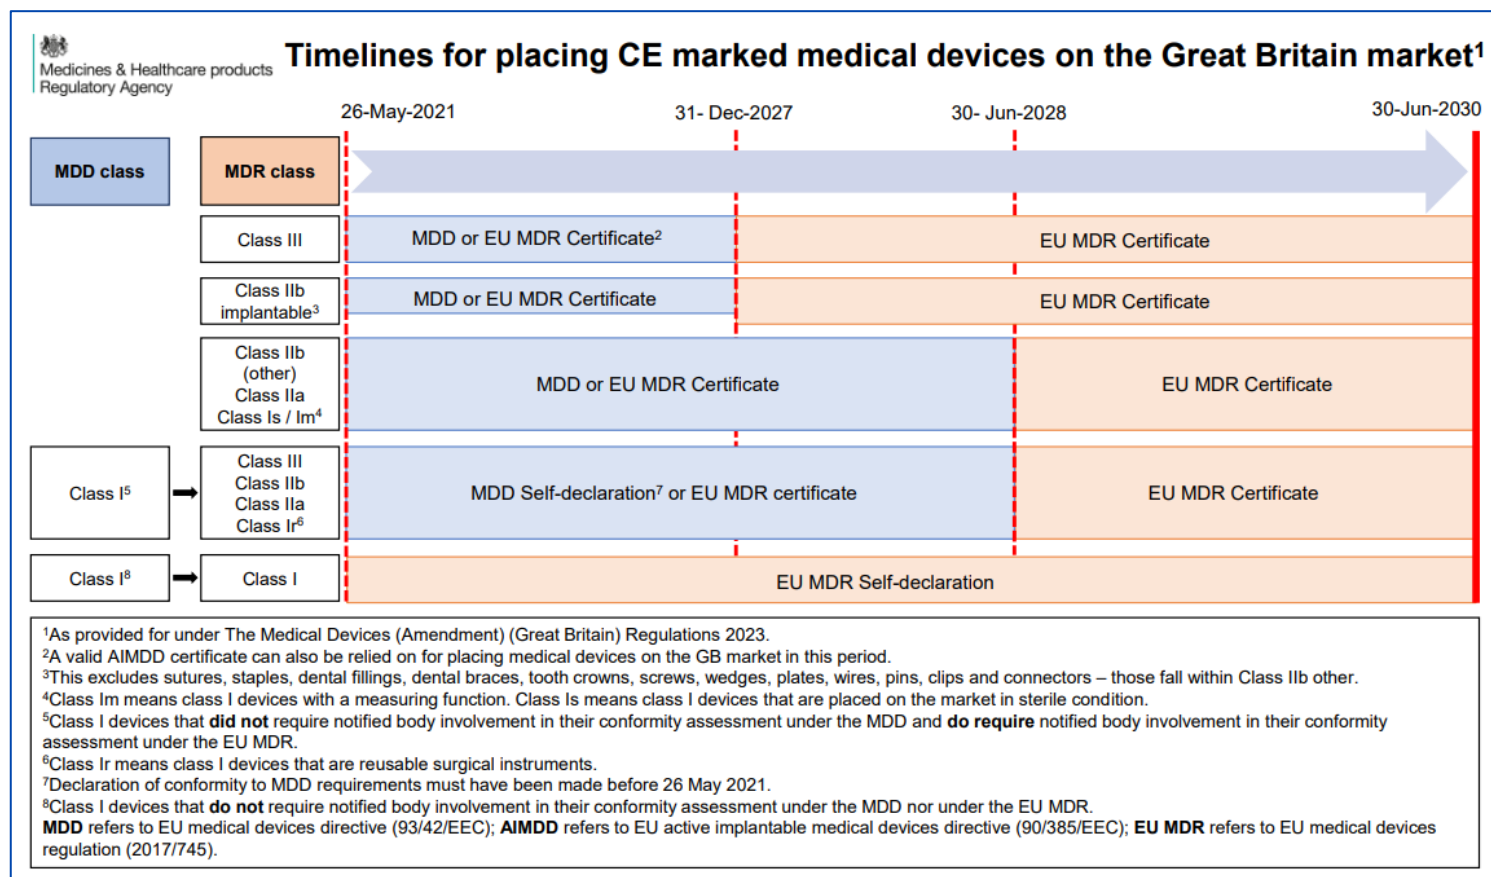 Medicines & Healthcare products
Regulatory Agency
Timelines for placing CE marked medical devices on the Great Britain market¹
26-May-2021
31- Dec-2027
30- Jun-2028
30-Jun-2030
MDD class
MDR class
Class III
MDD or EU MDR Certificate²
EU MDR Certificate
Class IIb
implantable³
MDD or EU MDR Certificate
EU MDR Certificate
Class IIb
(other)
Class IIa
Class Is / Im⁴
MDD or EU MDR Certificate
EU MDR Certificate
Class I⁵
Class III
Class IIb
Class IIa
Class Ir⁶
MDD Self-declaration⁷ or EU MDR certificate
EU MDR Certificate
Class I⁸
Class I
EU MDR Self-declaration
¹As provided for under The Medical Devices (Amendment) (Great Britain) Regulations 2023.
²A valid AIMDD certificate can also be relied on for placing medical devices on the GB market in this period.
³This excludes sutures, staples, dental fillings, dental braces, tooth crowns, screws, wedges, plates, wires, pins, clips and connectors – those fall within Class IIb other.
⁴Class Im means class I devices with a measuring function. Class Is means class I devices that are placed on the market in sterile condition.
⁵Class I devices that did not require notified body involvement in their conformity assessment under the MDD and do require notified body involvement in their conformity
assessment under the EU MDR.
⁶Class Ir means class I devices that are reusable surgical instruments.
⁷Declaration of conformity to MDD requirements must have been made before 26 May 2021.
⁸Class I devices that do not require notified body involvement in their conformity assessment under the MDD nor under the EU MDR.
MDD refers to EU medical devices directive (93/42/EEC); AIMDD refers to EU active implantable medical devices directive (90/385/EEC); EU MDR refers to EU medical devices
regulation (2017/745).